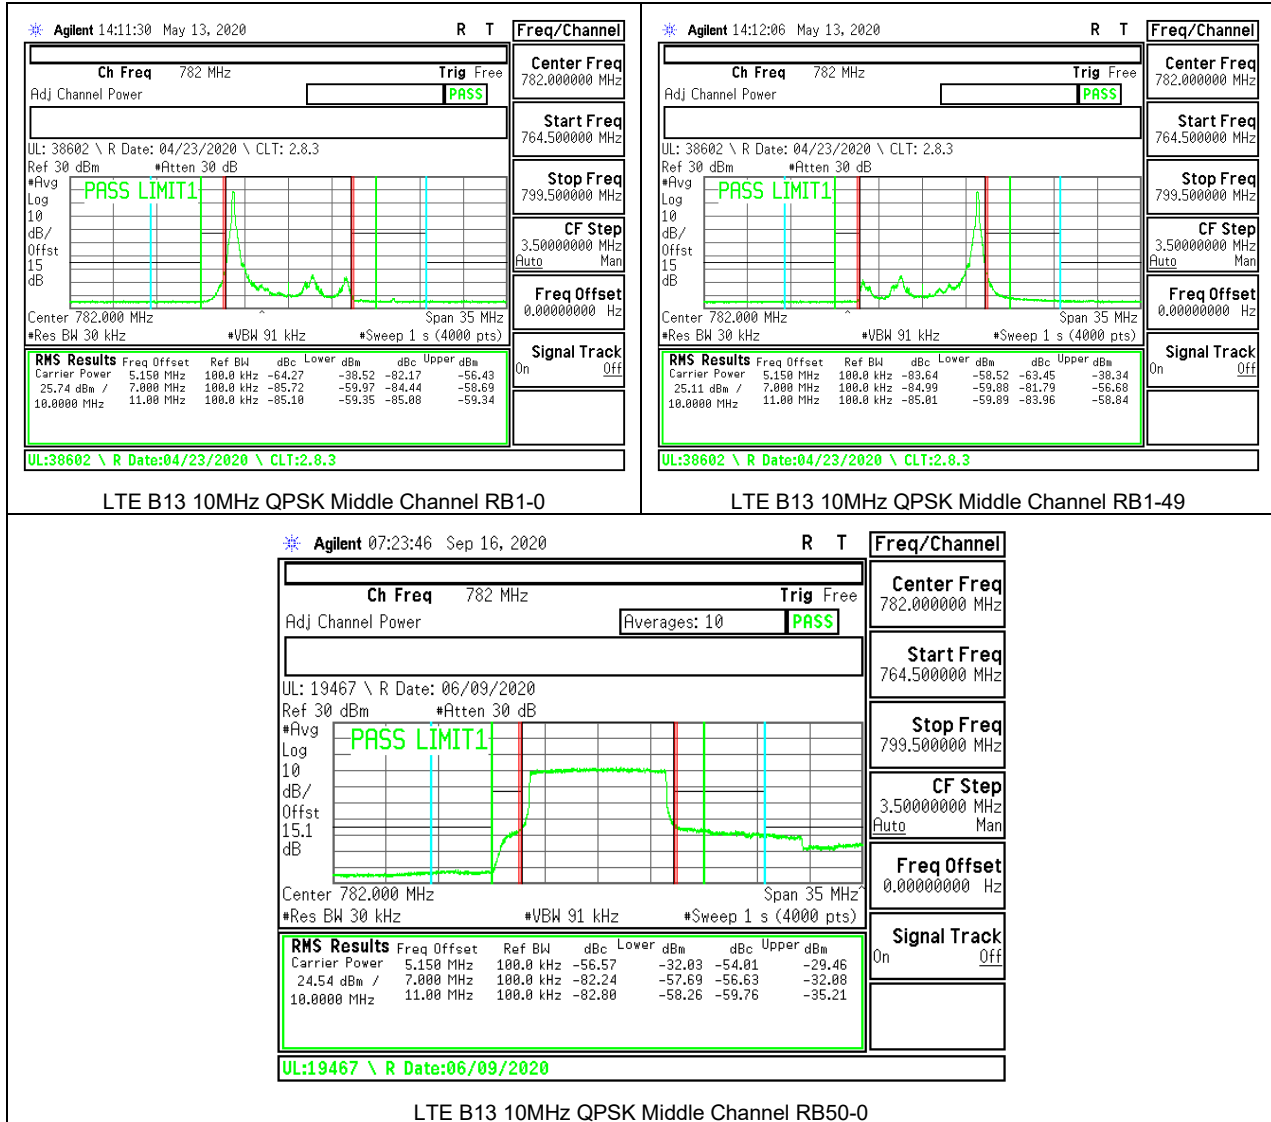 Agilent 14:11:30 May 13, 2020 R T
Freq/Channel
Ch Freq 782 MHz Trig Free
Adj Channel Power PASS
UL: 38602 \ R Date: 04/23/2020 \ CLT: 2.8.3
Ref 30 dBm #Atten 30 dB
#Avg
Log
10
dB/
Offst
15
dB
PASS LIMIT1
Center 782.000 MHz Span 35 MHz
#Res BW 30 kHz #VBW 91 kHz #Sweep 1 s (4000 pts)
RMS Results Freq Offset Ref BW dBc Lower dBm dBc Upper dBm
Carrier Power 5.150 MHz 100.0 kHz -64.27 -38.52 -82.17 -56.43
25.74 dBm / 7.000 MHz 100.0 kHz -85.72 -59.97 -84.44 -58.69
10.0000 MHz 11.00 MHz 100.0 kHz -85.10 -59.35 -85.08 -59.34
UL:38602 \ R Date:04/23/2020 \ CLT:2.8.3
Center Freq
782.000000 MHz
Start Freq
764.500000 MHz
Stop Freq
799.500000 MHz
CF Step
3.50000000 MHz
Auto Man
Freq Offset
0.00000000 Hz
Signal Track
On Off
LTE B13 10MHz QPSK Middle Channel RB1-0
Agilent 14:12:06 May 13, 2020 R T
Freq/Channel
Ch Freq 782 MHz Trig Free
Adj Channel Power PASS
UL: 38602 \ R Date: 04/23/2020 \ CLT: 2.8.3
Ref 30 dBm #Atten 30 dB
#Avg
Log
10
dB/
Offst
15
dB
PASS LIMIT1
Center 782.000 MHz Span 35 MHz
#Res BW 30 kHz #VBW 91 kHz #Sweep 1 s (4000 pts)
RMS Results Freq Offset Ref BW dBc Lower dBm dBc Upper dBm
Carrier Power 5.150 MHz 100.0 kHz -83.64 -58.52 -63.45 -38.34
25.11 dBm / 7.000 MHz 100.0 kHz -84.99 -59.88 -81.79 -56.68
10.0000 MHz 11.00 MHz 100.0 kHz -85.01 -59.89 -83.96 -58.84
UL:38602 \ R Date:04/23/2020 \ CLT:2.8.3
Center Freq
782.000000 MHz
Start Freq
764.500000 MHz
Stop Freq
799.500000 MHz
CF Step
3.50000000 MHz
Auto Man
Freq Offset
0.00000000 Hz
Signal Track
On Off
LTE B13 10MHz QPSK Middle Channel RB1-49
Agilent 07:23:46 Sep 16, 2020 R T
Freq/Channel
Ch Freq 782 MHz Trig Free
Adj Channel Power Averages: 10 PASS
UL: 19467 \ R Date: 06/09/2020
Ref 30 dBm #Atten 30 dB
#Avg
Log
10
dB/
Offst
15.1
dB
PASS LIMIT1
Center 782.000 MHz Span 35 MHz
#Res BW 30 kHz #VBW 91 kHz #Sweep 1 s (4000 pts)
RMS Results Freq Offset Ref BW dBc Lower dBm dBc Upper dBm
Carrier Power 5.150 MHz 100.0 kHz -56.57 -32.03 -54.01 -29.46
24.54 dBm / 7.000 MHz 100.0 kHz -82.24 -57.69 -56.63 -32.08
10.0000 MHz 11.00 MHz 100.0 kHz -82.80 -58.26 -59.76 -35.21
UL:19467 \ R Date:06/09/2020
Center Freq
782.000000 MHz
Start Freq
764.500000 MHz
Stop Freq
799.500000 MHz
CF Step
3.50000000 MHz
Auto Man
Freq Offset
0.00000000 Hz
Signal Track
On Off
LTE B13 10MHz QPSK Middle Channel RB50-0